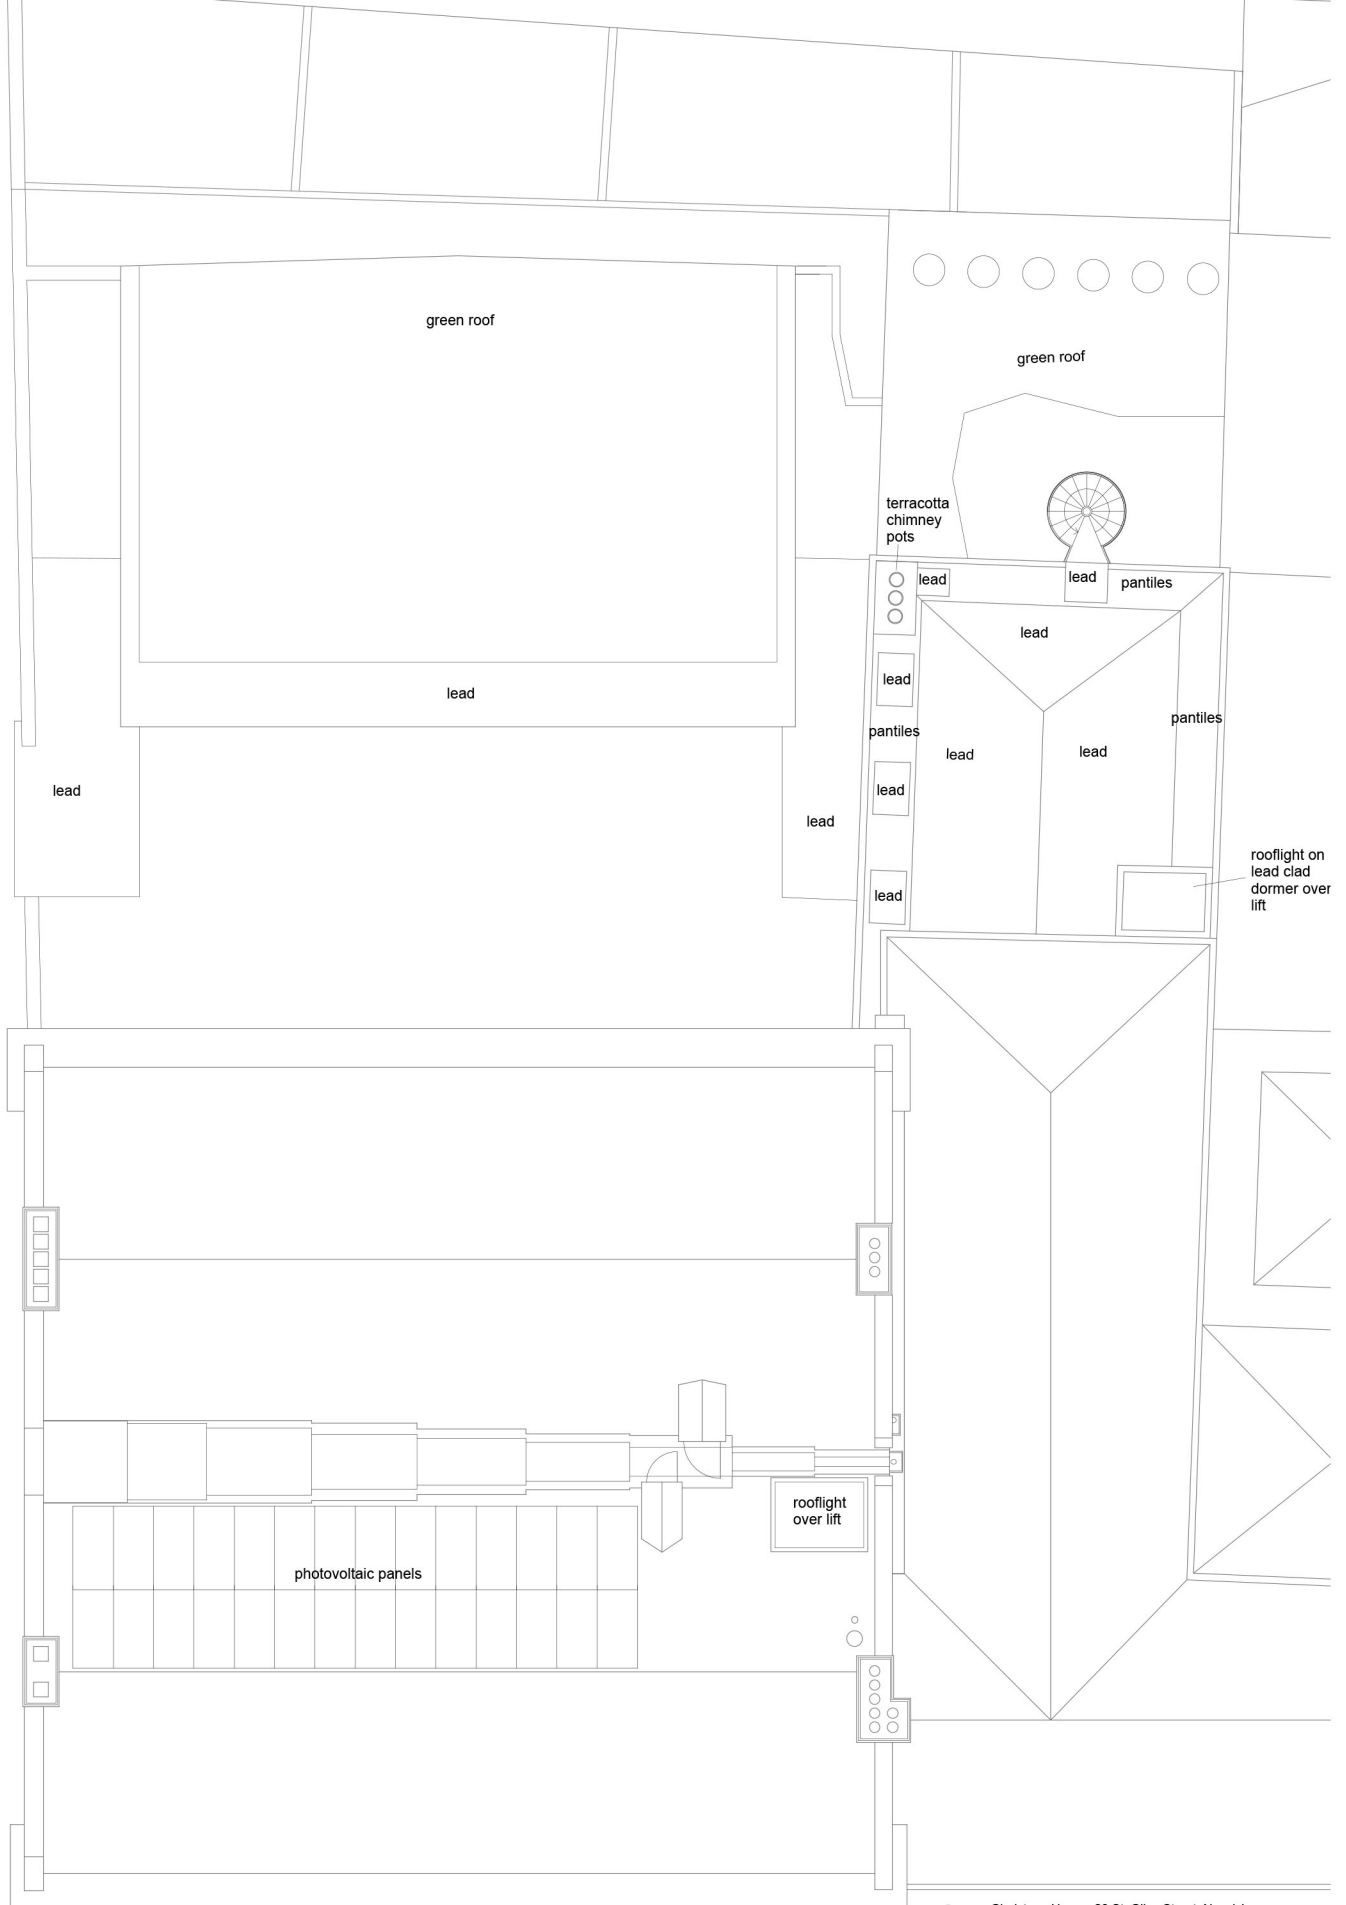 green roof
green roof
terracotta
chimney
pots
lead
lead
pantiles
lead
lead
lead
pantiles
pantiles
lead
lead
lead
lead
lead
lead
rooflight on
lead clad
dormer over
lift
lead
rooflight
over lift
photovoltaic panels